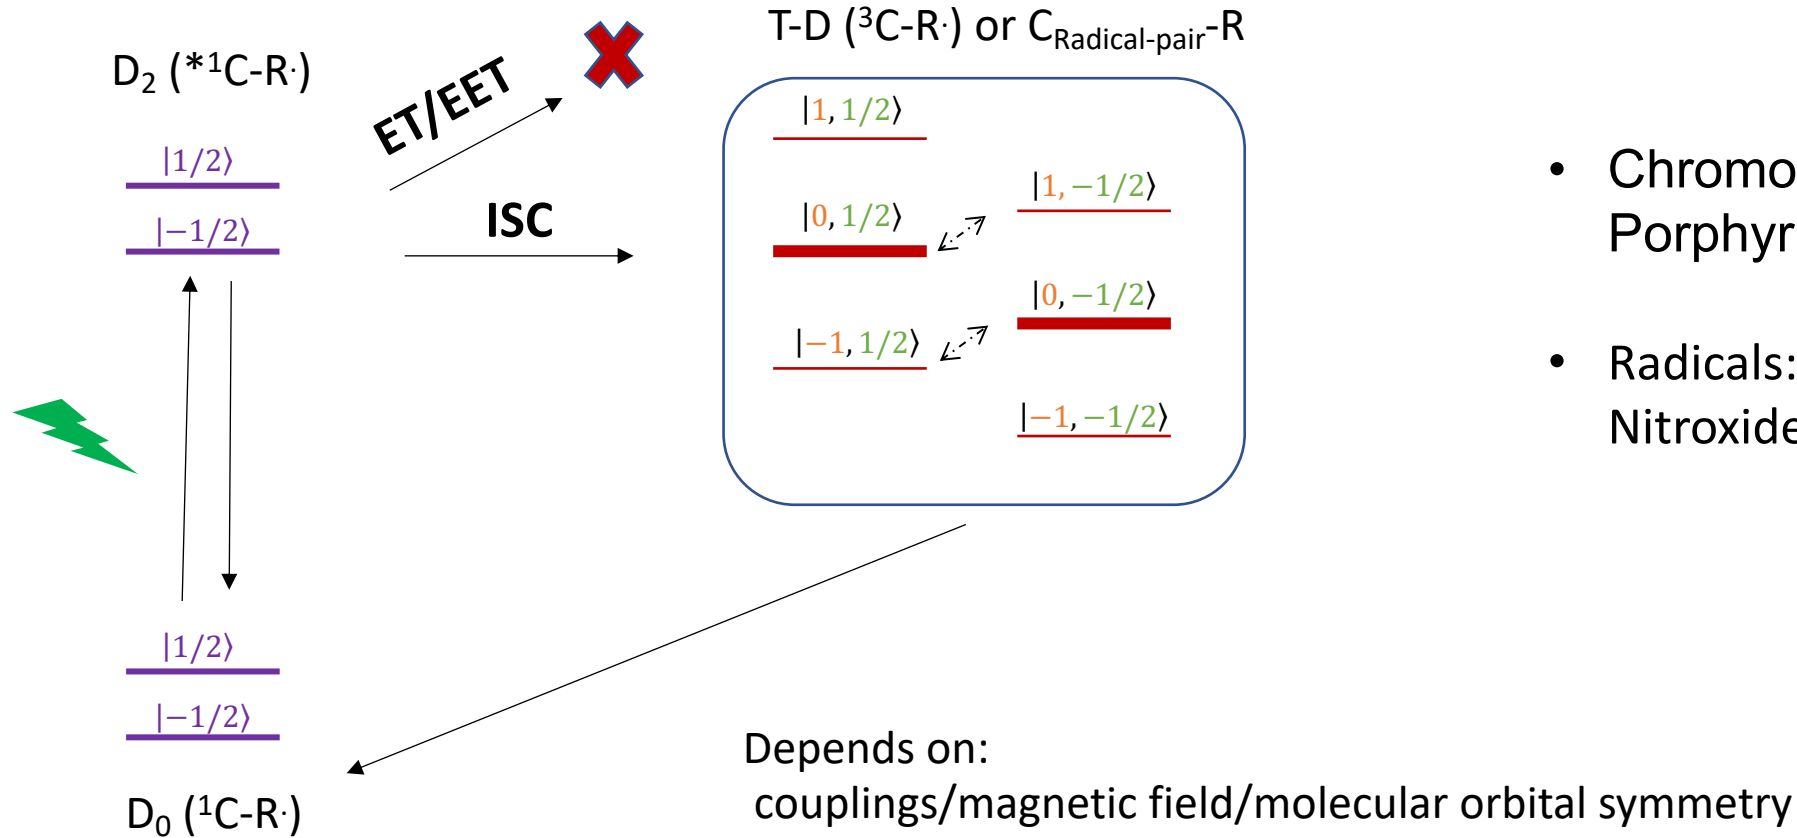 D₂ (*¹C-R·)
|1/2⟩
|−1/2⟩
ET/EET
ISC
T-D (³C-R·) or C_Radical-pair-R
|1, 1/2⟩
|1, −1/2⟩
|0, 1/2⟩
|0, −1/2⟩
|−1, 1/2⟩
|−1, −1/2⟩
• Chromo
Porphyr
• Radicals:
Nitroxide
|1/2⟩
|−1/2⟩
D₀ (¹C-R·)
Depends on:
couplings/magnetic field/molecular orbital symmetry